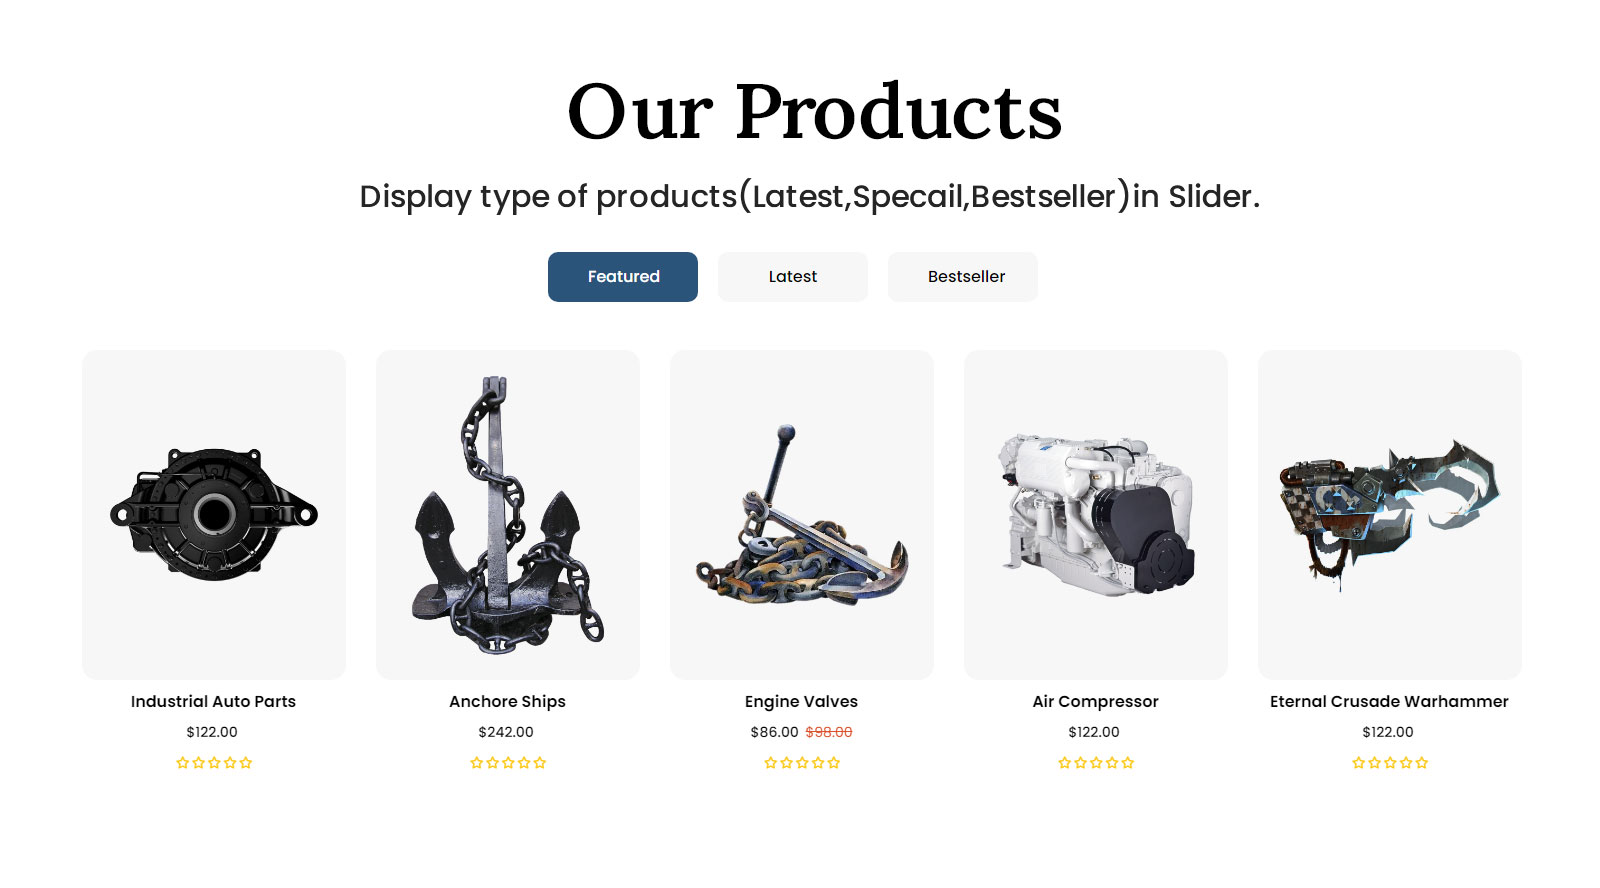 Our Products
Display type of products(Latest,Specail,Bestseller)in Slider.
Featured Latest Bestseller
Industrial Auto Parts Anchore Ships Engine Valves Air Compressor Eternal Crusade Warhammer
$122.00 $242.00 $86.00 $98.00 $122.00 $122.00